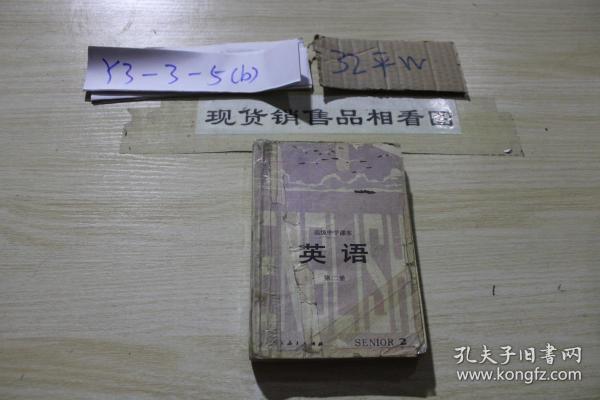 Y3-3-5(b)
32平W
现货销售品相看图
高级中学课本
英语
第二册
SENIOR 2
孔夫子旧书网
www.kongfz.com